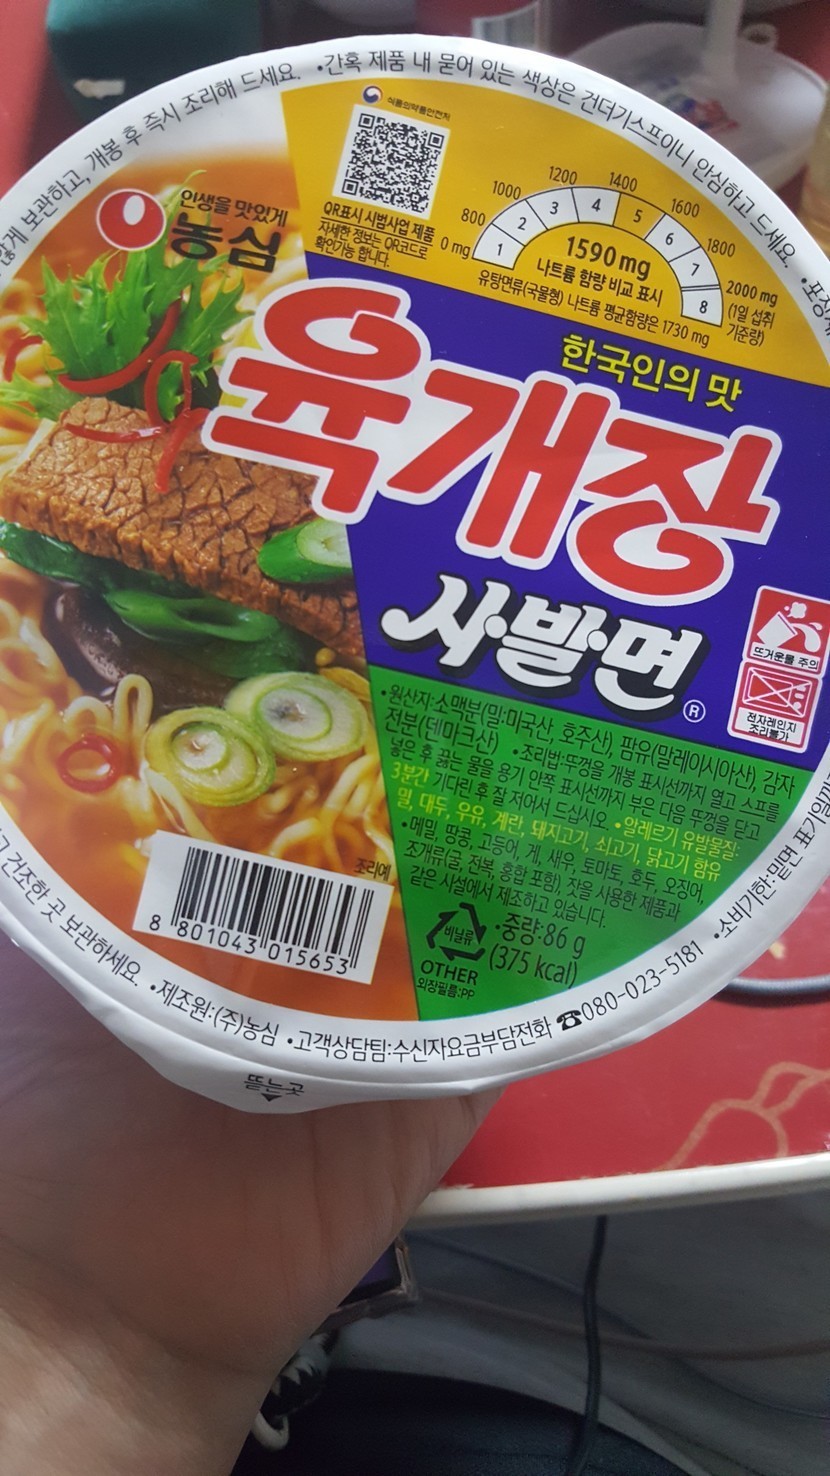 않게 보관하고, 개봉 후 즉시 조리해 드세요. •간혹 제품 내 묻어 있는 색상은 건더기스프이니 안심하고 드세요.
식품의약품안전처
QR표시 시범사업 제품
자세한 정보는 QR코드로
확인가능 합니다.
인생을 맛있게
농심
0 mg 800 1000 1200 1400 1600 1800 2000 mg
1 2 3 4 5 6 7 8
(1일 섭취
기준량)
1590 mg
나트륨 함량 비교 표시
유탕면류(국물형) 나트륨 평균함량은 1730 mg
한국인의 맛
육개장
사발면
®
뜨거운물 주의
전자레인지
조리불가
•원산지:소맥분(밀:미국산, 호주산), 팜유(말레이시아산), 감자
전분(덴마크산) •조리법:뚜껑을 개봉 표시선까지 열고 스프를
넣은 후 끓는 물을 용기 안쪽 표시선까지 부은 다음 뚜껑을 닫고
3분간 기다린 후 잘 저어서 드십시오 •알레르기 유발물질:
밀, 대두, 우유, 계란, 돼지고기, 쇠고기, 닭고기 함유
•메밀, 땅콩, 고등어, 게, 새우, 토마토, 호두, 오징어,
조개류(굴, 전복, 홍합 포함), 잣을 사용한 제품과
같은 시설에서 제조하고 있습니다.
조리예
비닐류
OTHER
외장필름:PP
•중량:86 g
(375 kcal)
8 801043 015653
건조한 곳 보관하세요. •제조원:(주)농심 •고객상담팀:수신자요금부담전화 ☎080-023-5181 •소비기한:밑면 표기일까지
뜯는곳